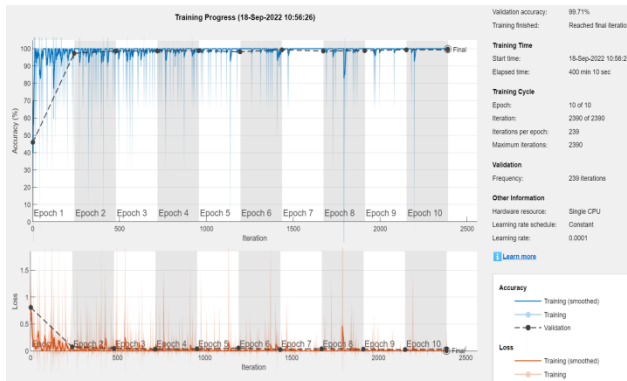 Training Progress (18-Sep-2022 10:56:26)
100
90
80
70
60
50
40
30
20
10
0
Accuracy (%)
Epoch 1 Epoch 2 Epoch 3 Epoch 4 Epoch 5 Epoch 6 Epoch 7 Epoch 8 Epoch 9 Epoch 10
Final
0 500 1000 1500 2000 2500
Iteration
1.5
1
0.5
0
Loss
Epoch 1 Epoch 2 Epoch 3 Epoch 4 Epoch 5 Epoch 6 Epoch 7 Epoch 8 Epoch 9 Epoch 10
Final
0 500 1000 1500 2000 2500
Iteration
Validation accuracy: 99.71%
Training finished: Reached final iteratio
Training Time
Start time: 18-Sep-2022 10:56:2
Elapsed time: 400 min 10 sec
Training Cycle
Epoch: 10 of 10
Iteration: 2390 of 2390
Iterations per epoch: 239
Maximum iterations: 2390
Validation
Frequency: 239 iterations
Other Information
Hardware resource: Single CPU
Learning rate schedule: Constant
Learning rate: 0.0001
Learn more
Accuracy
Training (smoothed)
Training
Validation
Loss
Training (smoothed)
Training